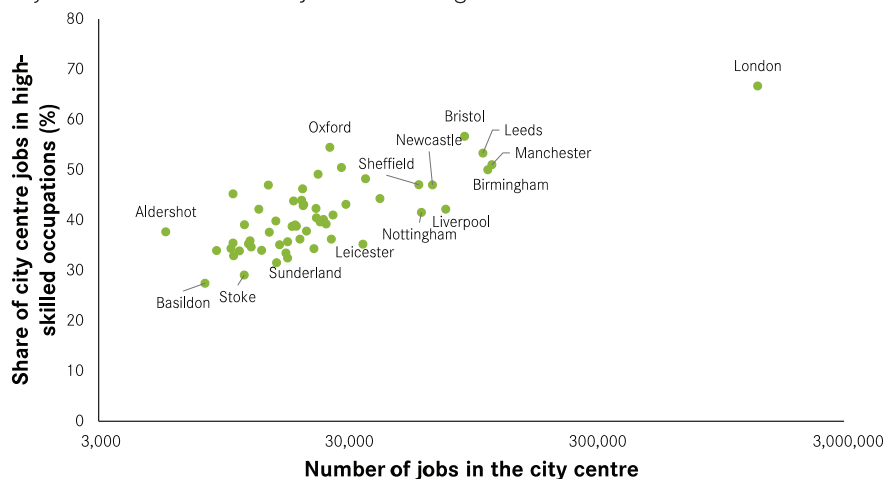 80
70
60
50
40
30
20
10
0
Share of city centre jobs in high-
skilled occupations (%)
London
Bristol
Oxford
Leeds
Newcastle
Manchester
Sheffield
Birmingham
Aldershot
Liverpool
Nottingham
Leicester
Sunderland
Stoke
Basildon
3,000
30,000
300,000
3,000,000
Number of jobs in the city centre